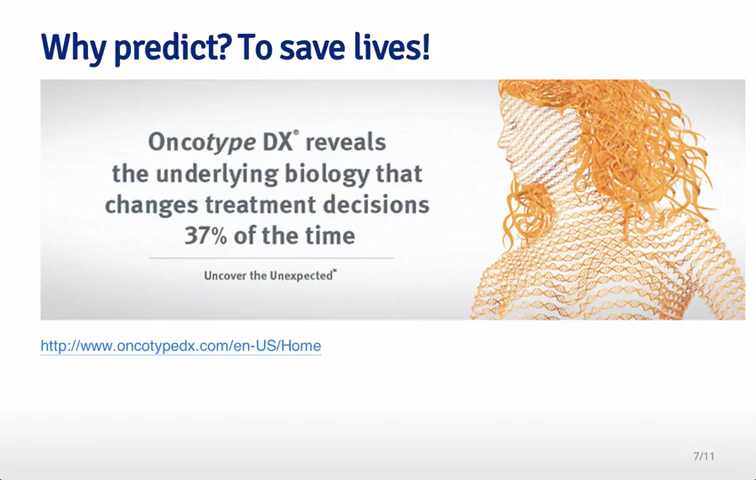 Why predict? To save lives!
Oncotype DX® reveals
the underlying biology that
changes treatment decisions
37% of the time
Uncover the Unexpected®
http://www.oncotypedx.com/en-US/Home
7/11